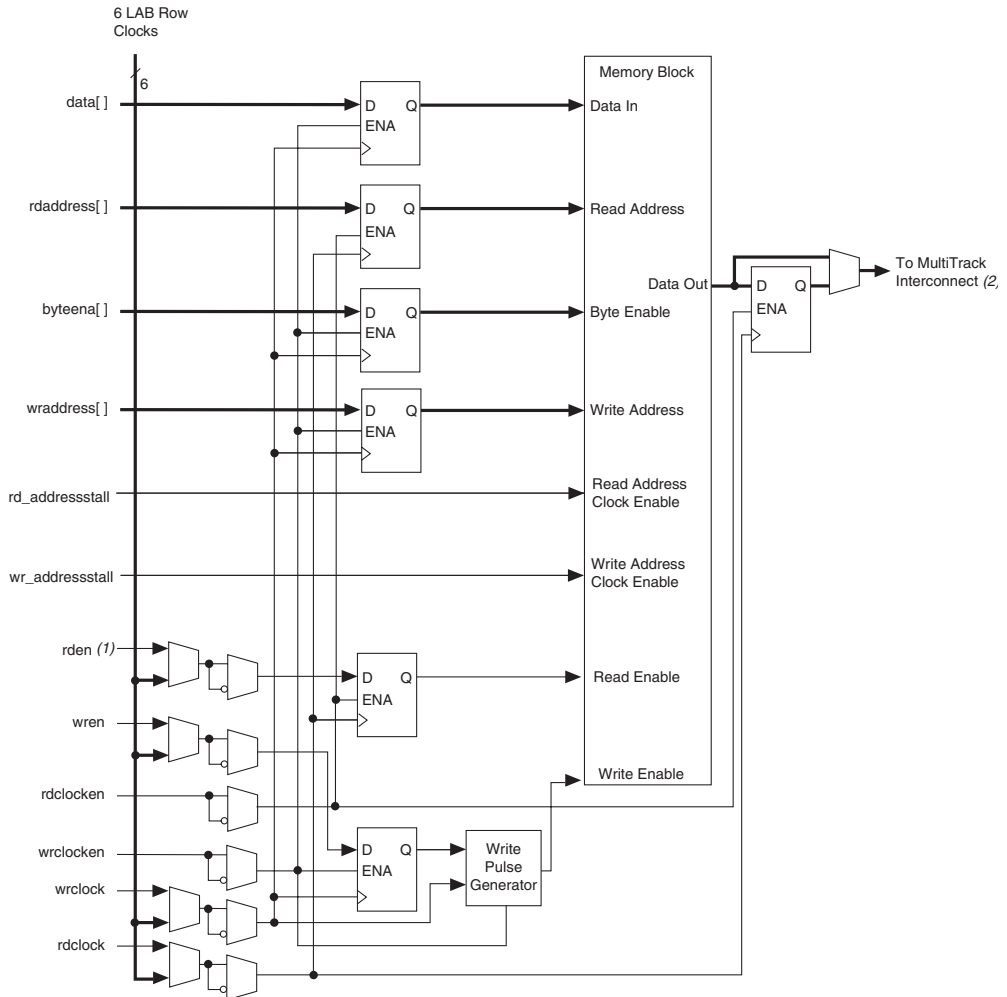 6 LAB Row
Clocks
6
Memory Block
data[ ]
D Q
ENA
Data In
rdaddress[ ]
D Q
ENA
Read Address
To MultiTrack
Interconnect (2)
Data Out
D Q
ENA
byteena[ ]
D Q
ENA
Byte Enable
wraddress[ ]
D Q
ENA
Write Address
rd_addressstall
Read Address
Clock Enable
wr_addressstall
Write Address
Clock Enable
rden (1)
D Q
ENA
Read Enable
wren
Write Enable
rdclocken
wrclocken
D Q
ENA
Write
Pulse
Generator
wrclock
rdclock